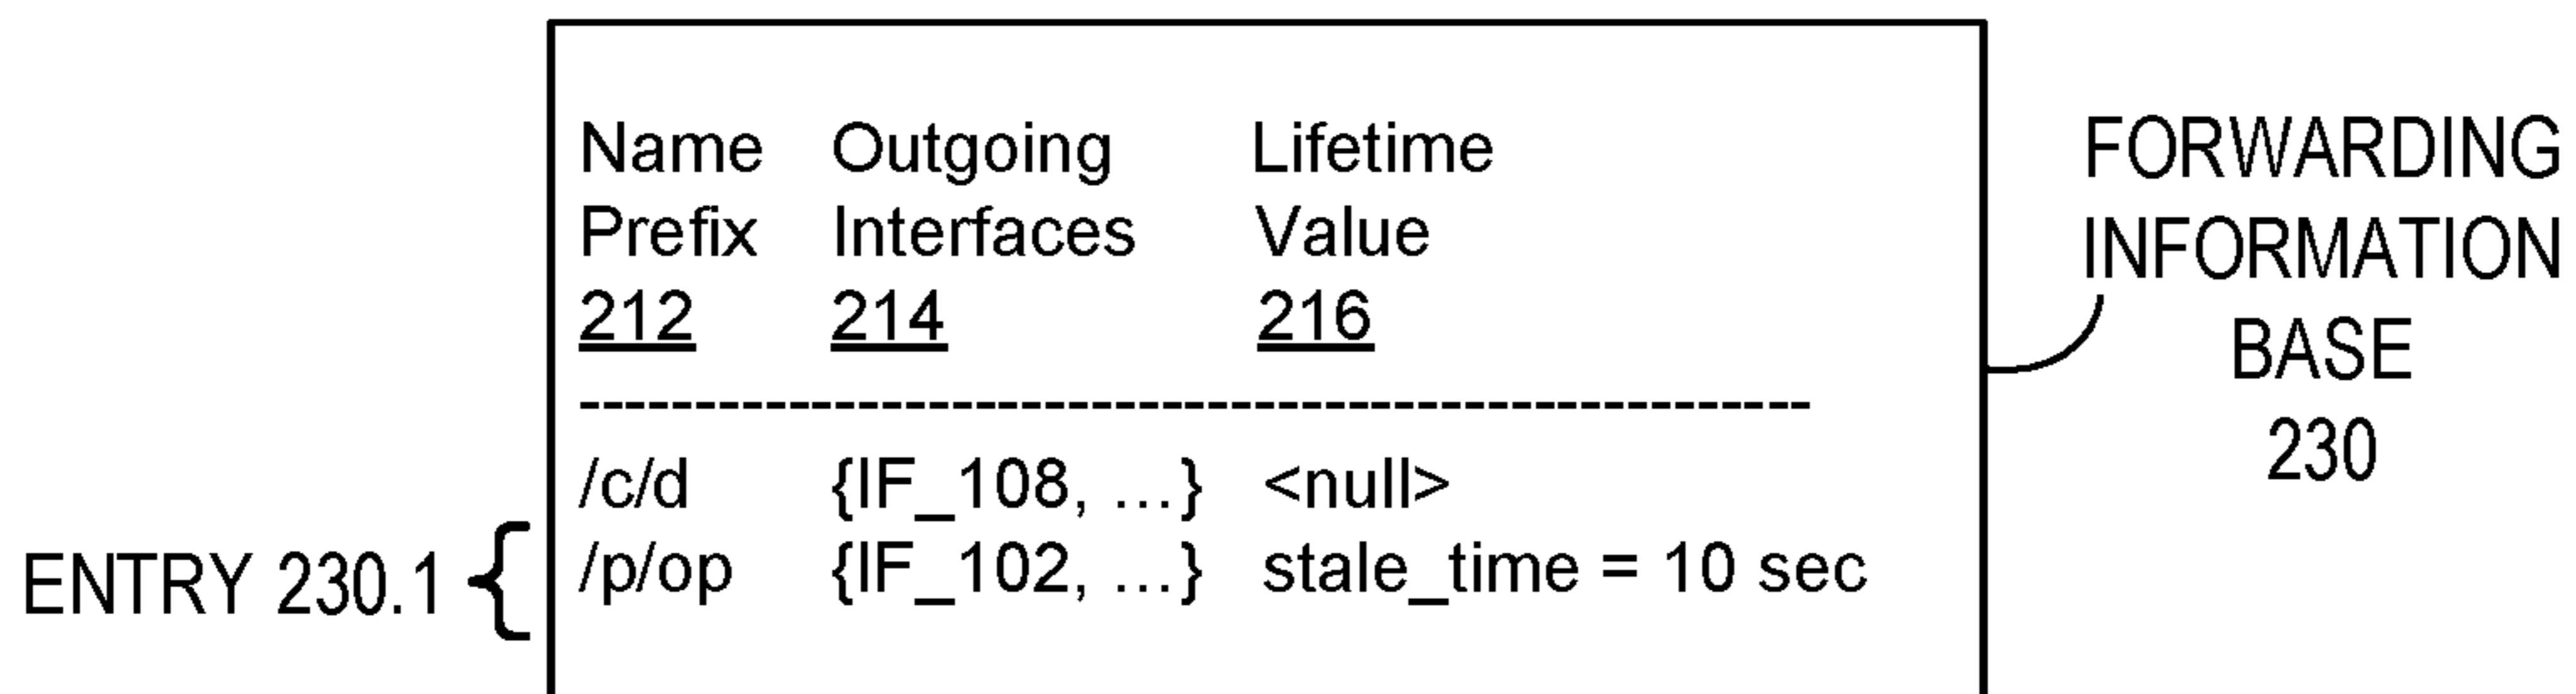 Name Outgoing Lifetime
Prefix Interfaces Value
212 214 216
----------------------------------------------------
/c/d {IF_108, ...} <null>
/p/op {IF_102, ...} stale_time = 10 sec
ENTRY 230.1
FORWARDING
INFORMATION
BASE
230